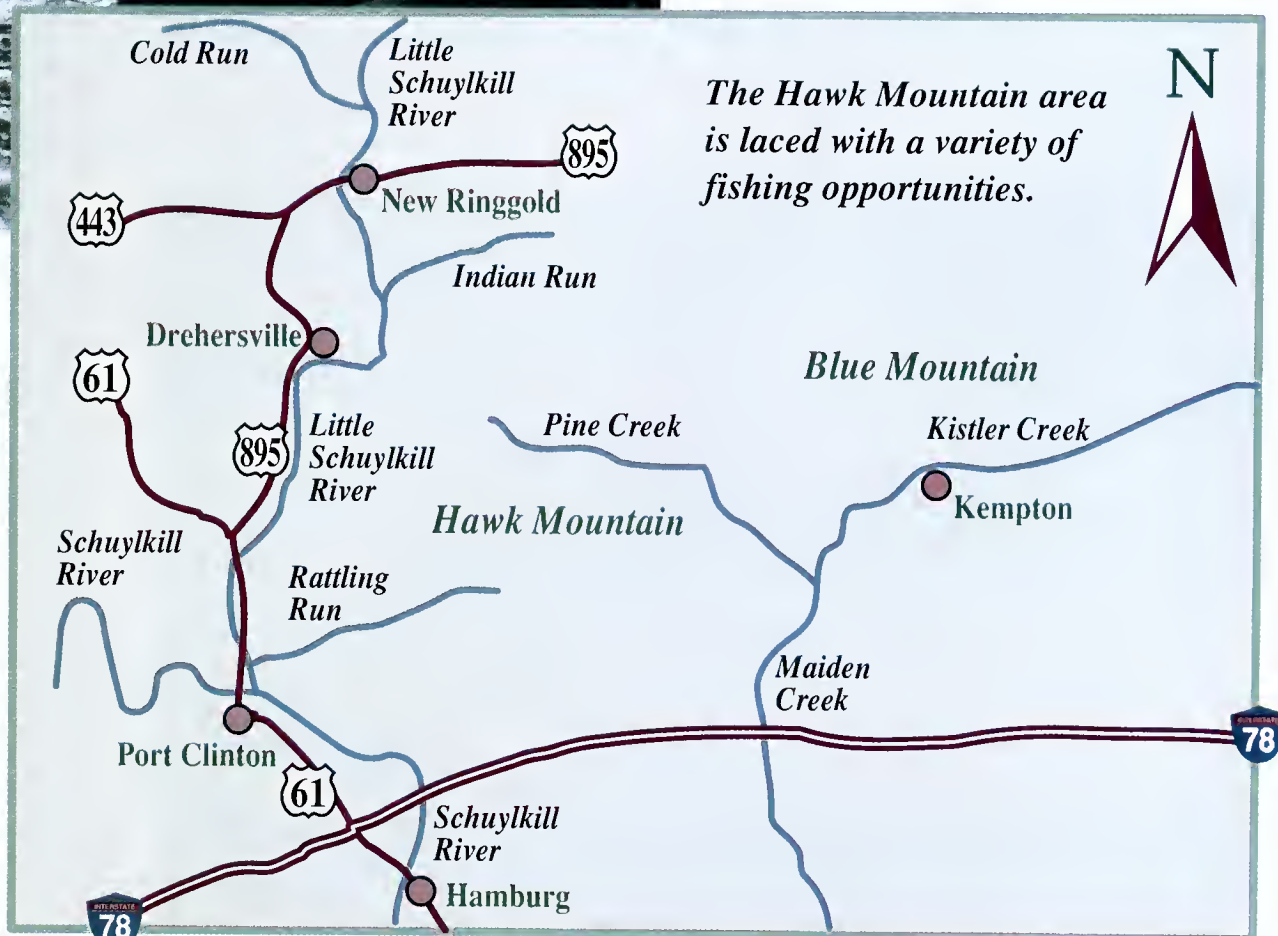 Cold Run
Little
Schuylkill
River
The Hawk Mountain area
is laced with a variety of
fishing opportunities.
N
895
New Ringgold
443
Indian Run
Drehersville
61
Blue Mountain
895
Little
Schuylkill
River
Pine Creek
Kistler Creek
Hawk Mountain
Kempton
Schuylkill
River
Rattling
Run
Maiden
Creek
INTERSTATE
78
Port Clinton
61
Schuylkill
River
Hamburg
INTERSTATE
78